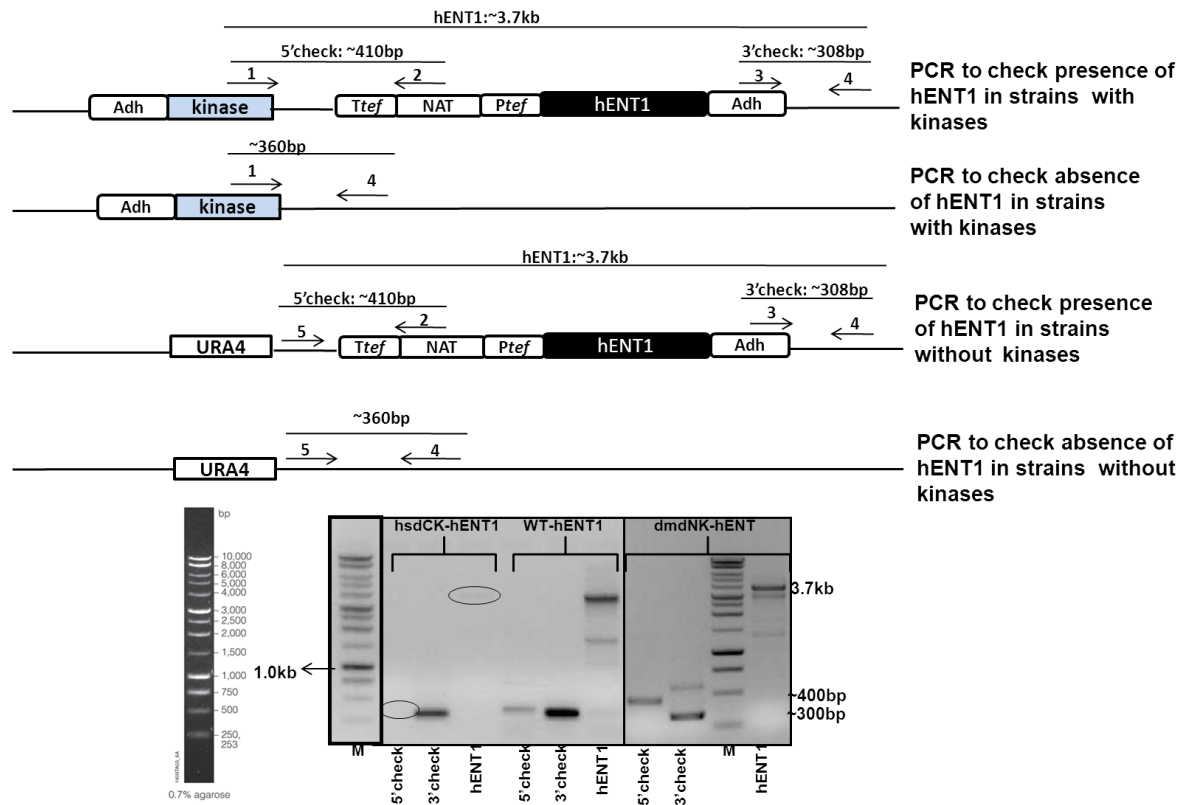 hENT1:~3.7kb
5'check: ~410bp
3'check: ~308bp
1
2
3
4
Adh
kinase
Ttef
NAT
Ptef
hENT1
Adh
PCR to check presence of
hENT1 in strains with
kinases
~360bp
1
4
Adh
kinase
PCR to check absence
of hENT1 in strains
with kinases
hENT1:~3.7kb
5'check: ~410bp
3'check: ~308bp
5
2
3
4
URA4
Ttef
NAT
Ptef
hENT1
Adh
PCR to check presence
of hENT1 in strains
without kinases
~360bp
5
4
URA4
PCR to check absence of
hENT1 in strains without
kinases
bp
10,000
8,000
6,000
5,000
4,000
3,000
2,500
2,000
1,500
1,000
750
500
250,
253
0.7% agarose
1.0kb
hsdCK-hENT1
WT-hENT1
dmdNK-hENT
3.7kb
~400bp
~300bp
M
5'check
3'check
hENT1
5'check
3'check
hENT1
5'check
3'check
M
hENT1